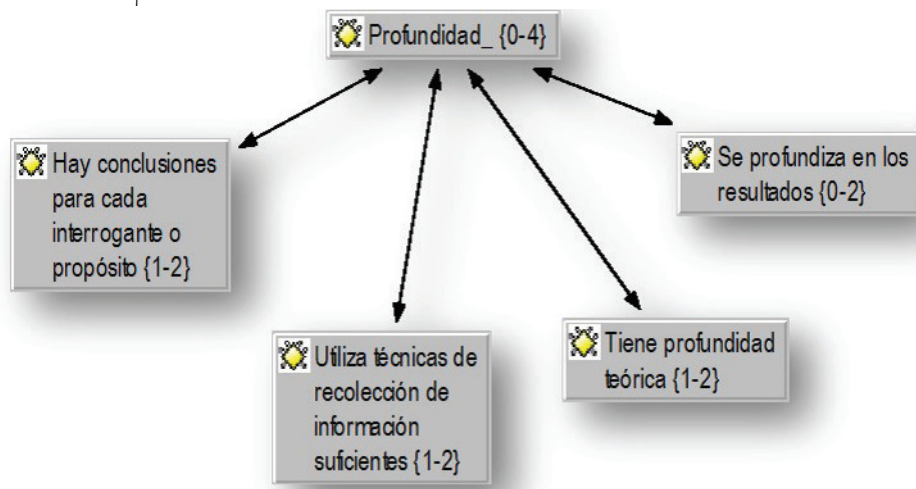 Profundidad_ {0-4}
Hay conclusiones
para cada
interrogante o
propósito {1-2}
Se profundiza en los
resultados {0-2}
Utiliza técnicas de
recolección de
información
suficientes {1-2}
Tiene profundidad
teórica {1-2}